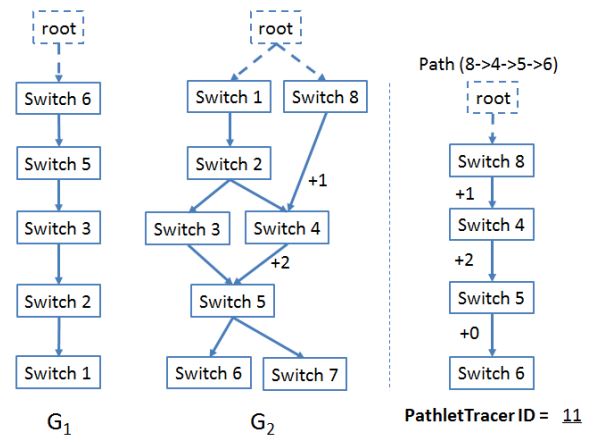 root
Switch 6
Switch 5
Switch 3
Switch 2
Switch 1
G1
root
Switch 1
Switch 8
Switch 2
+1
Switch 3
Switch 4
+2
Switch 5
Switch 6
Switch 7
G2
Path (8->4->5->6)
root
Switch 8
+1
Switch 4
+2
Switch 5
+0
Switch 6
PathletTracer ID = 11